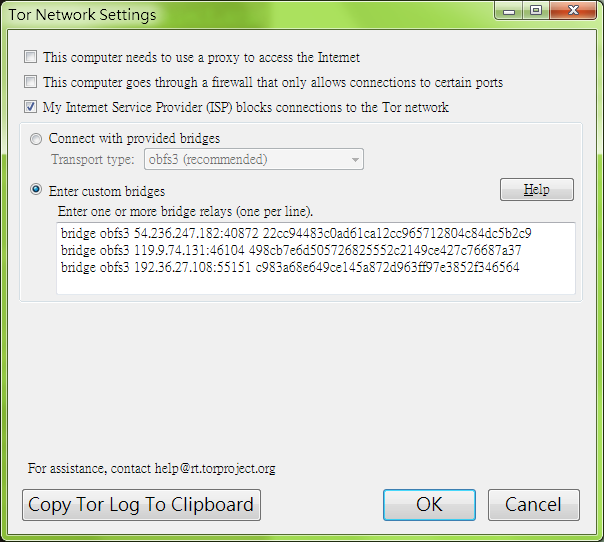 Tor Network Settings
This computer needs to use a proxy to access the Internet
This computer goes through a firewall that only allows connections to certain ports
My Internet Service Provider (ISP) blocks connections to the Tor network
Connect with provided bridges
Transport type: obfs3 (recommended)
Enter custom bridges
Help
Enter one or more bridge relays (one per line).
bridge obfs3 54.236.247.182:40872 22cc94483c0ad61ca12cc965712804c84dc5b2c9
bridge obfs3 119.9.74.131:46104 498cb7e6d505726825552c2149ce427c76687a37
bridge obfs3 192.36.27.108:55151 c983a68e649ce145a872d963ff97e3852f346564
For assistance, contact help@rt.torproject.org
Copy Tor Log To Clipboard
OK
Cancel